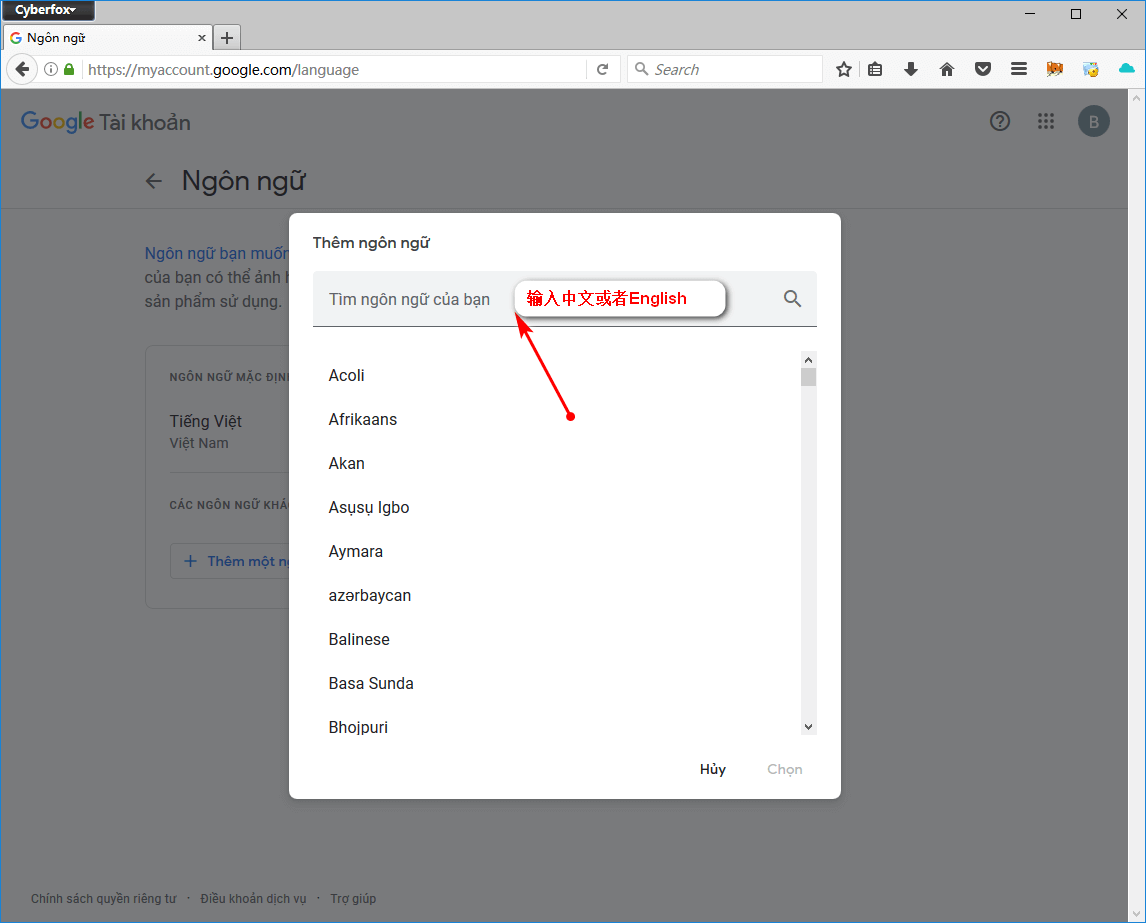 Cyberfox
Ngôn ngữ
https://myaccount.google.com/language
Search
Google Tài khoản
B
Ngôn ngữ
Ngôn ngữ bạn muốn
của bạn có thể ảnh h
sản phẩm sử dụng.
NGÔN NGỮ MẶC ĐỊN
Tiếng Việt
Việt Nam
CÁC NGÔN NGỮ KHÁ
+ Thêm một ng
Thêm ngôn ngữ
Tìm ngôn ngữ của bạn
输入中文或者English
Acoli
Afrikaans
Akan
Asụsụ Igbo
Aymara
azərbaycan
Balinese
Basa Sunda
Bhojpuri
Hủy
Chọn
Chính sách quyền riêng tư · Điều khoản dịch vụ · Trợ giúp